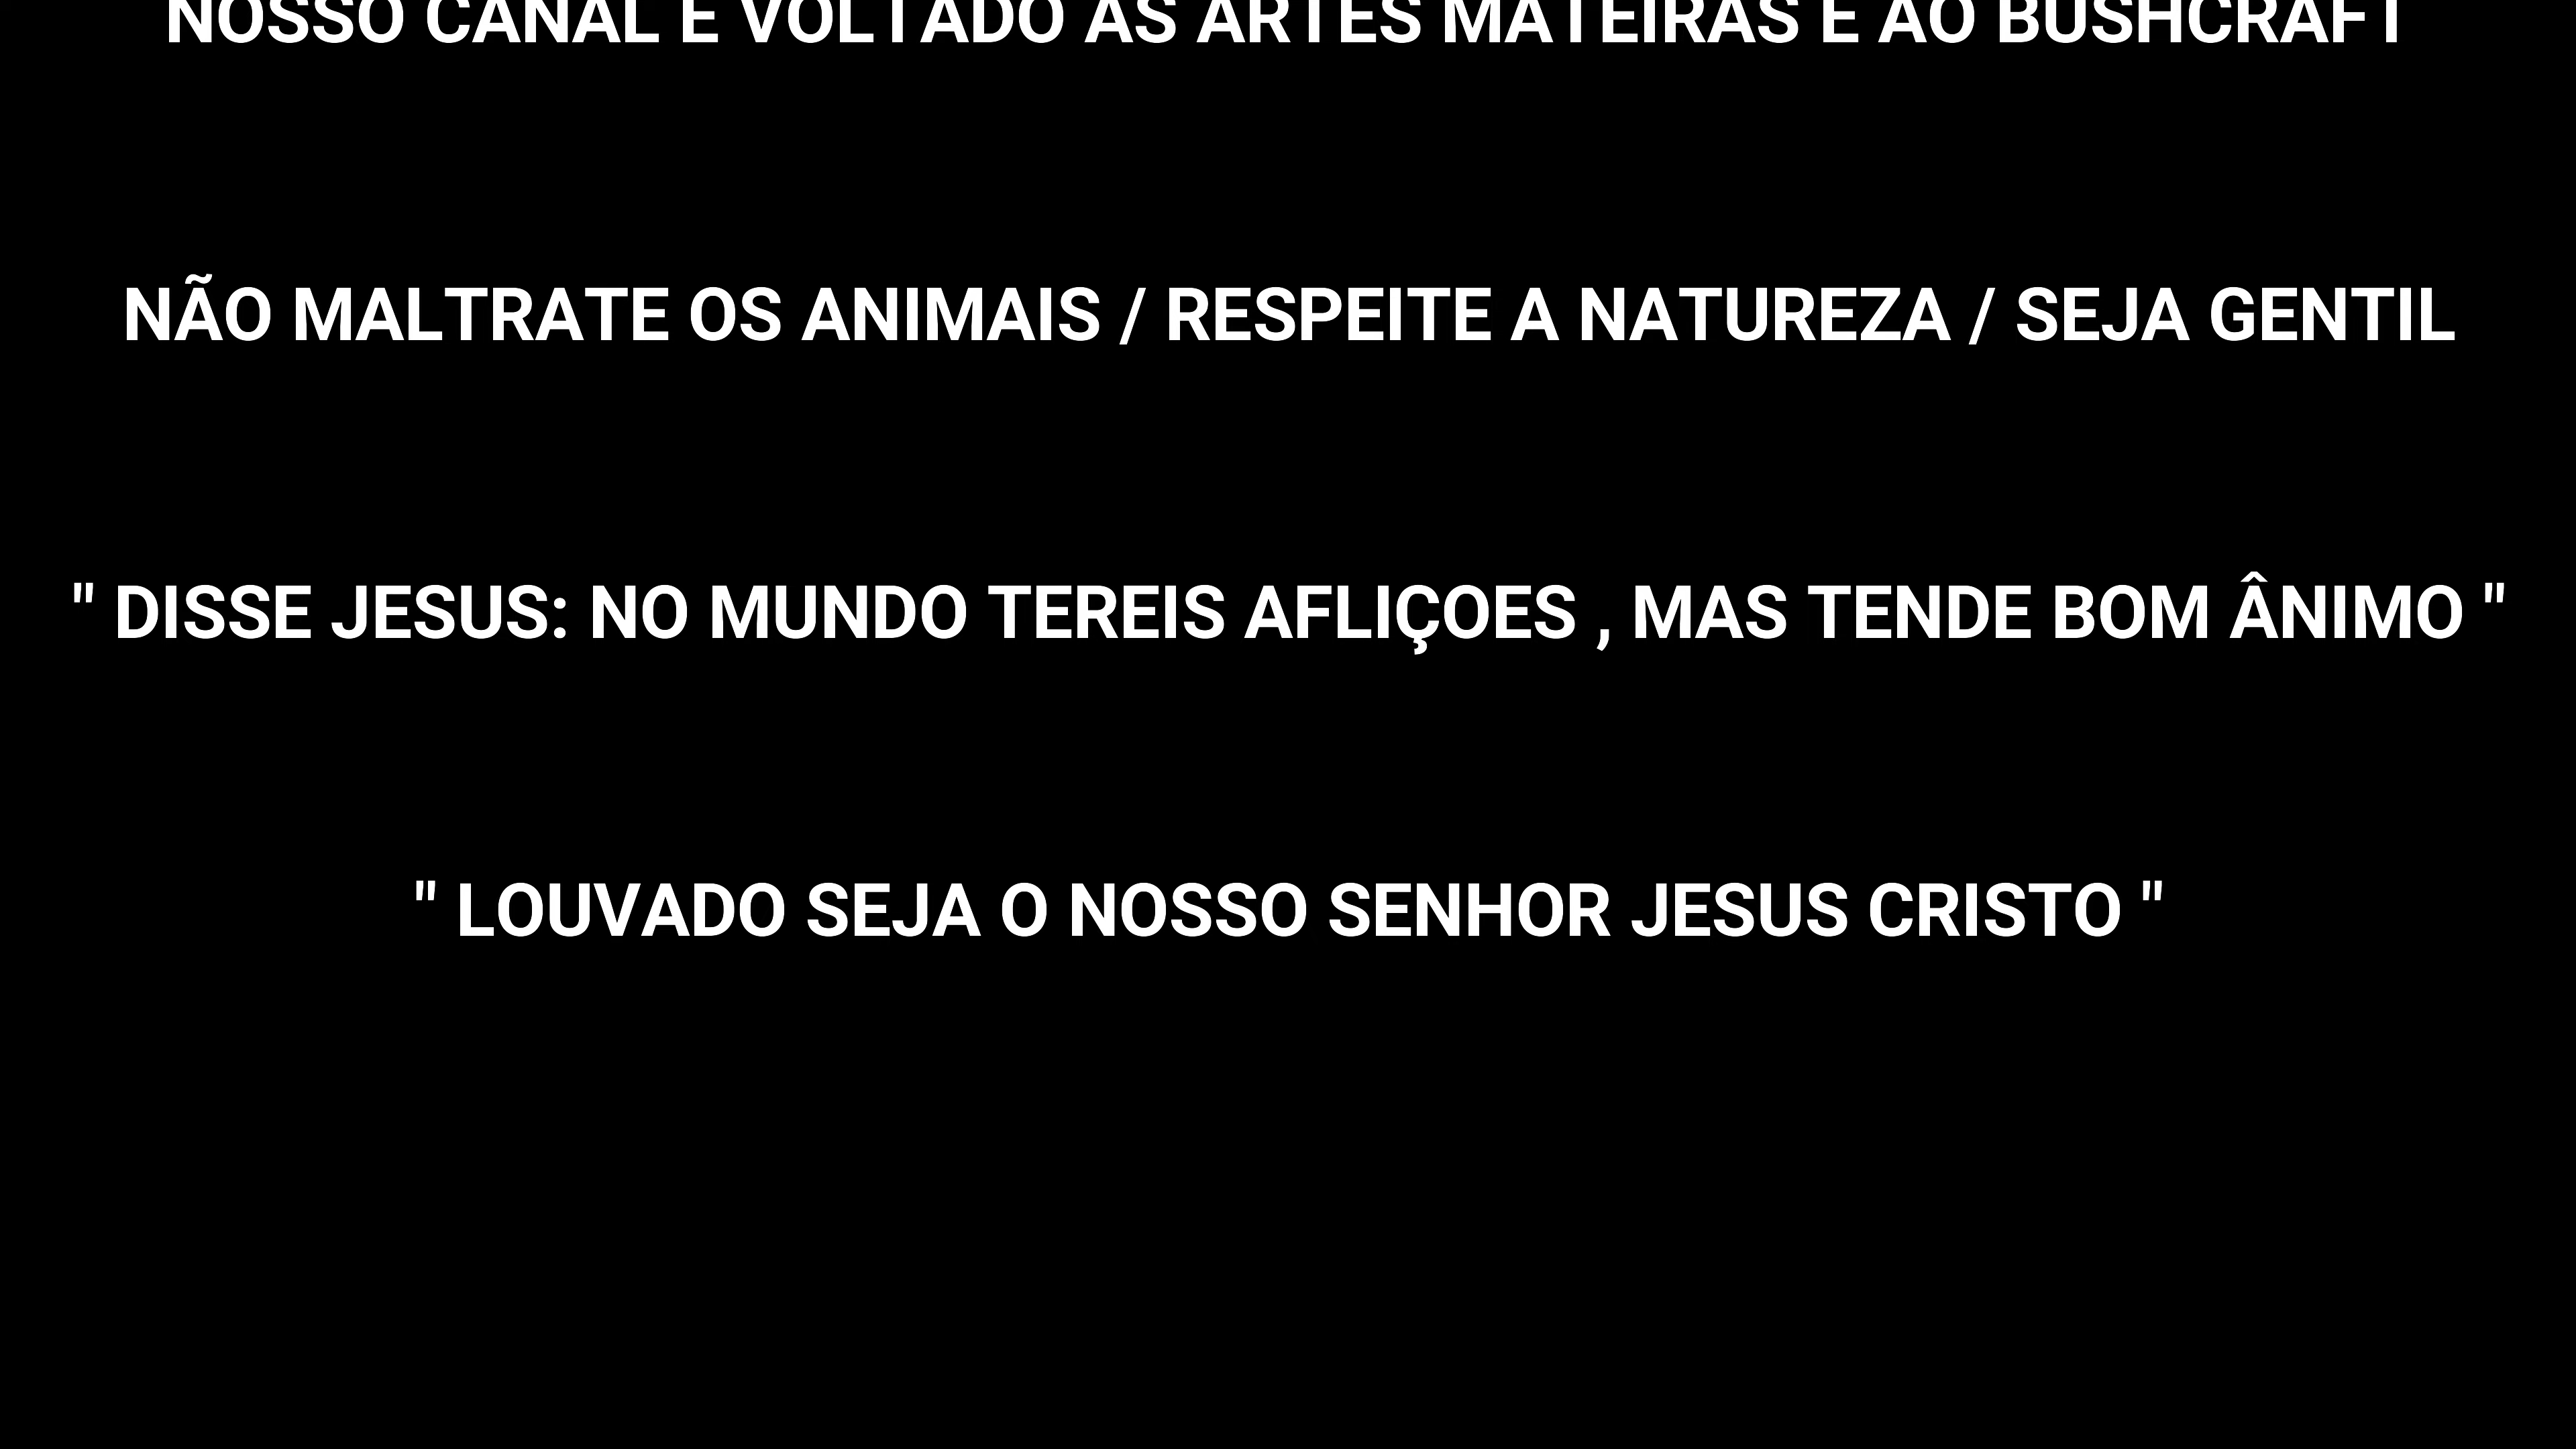 NOSSO CANAL E VOLTADO AS ARTES MATEIRAS E AO BUSHCRAFT
NÃO MALTRATE OS ANIMAIS / RESPEITE A NATUREZA / SEJA GENTIL
" DISSE JESUS: NO MUNDO TEREIS AFLIÇOES , MAS TENDE BOM ÂNIMO "
" LOUVADO SEJA O NOSSO SENHOR JESUS CRISTO "